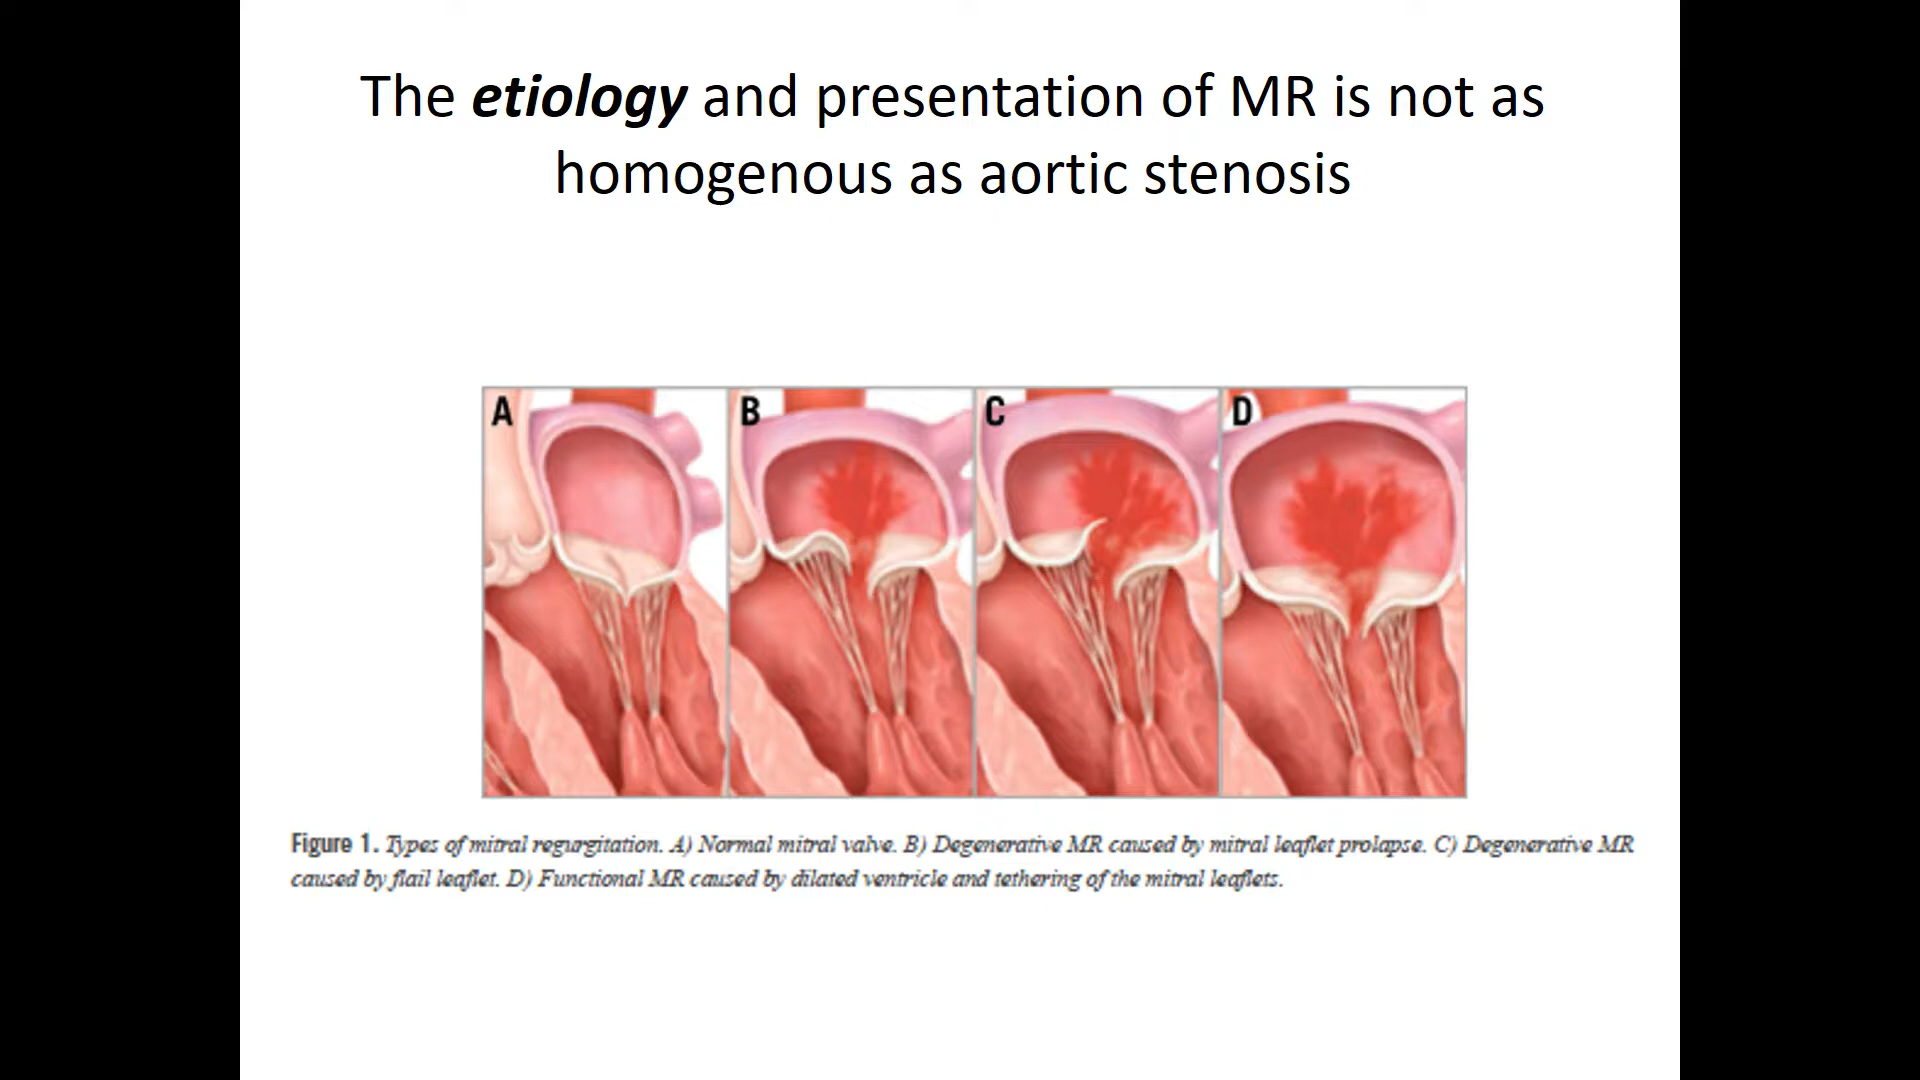 The etiology and presentation of MR is not as
homogenous as aortic stenosis
A
B
C
D
Figure 1. Types of mitral regurgitation. A) Normal mitral valve. B) Degenerative MR caused by mitral leaflet prolapse. C) Degenerative MR
caused by flail leaflet. D) Functional MR caused by dilated ventricle and tethering of the mitral leaflets.